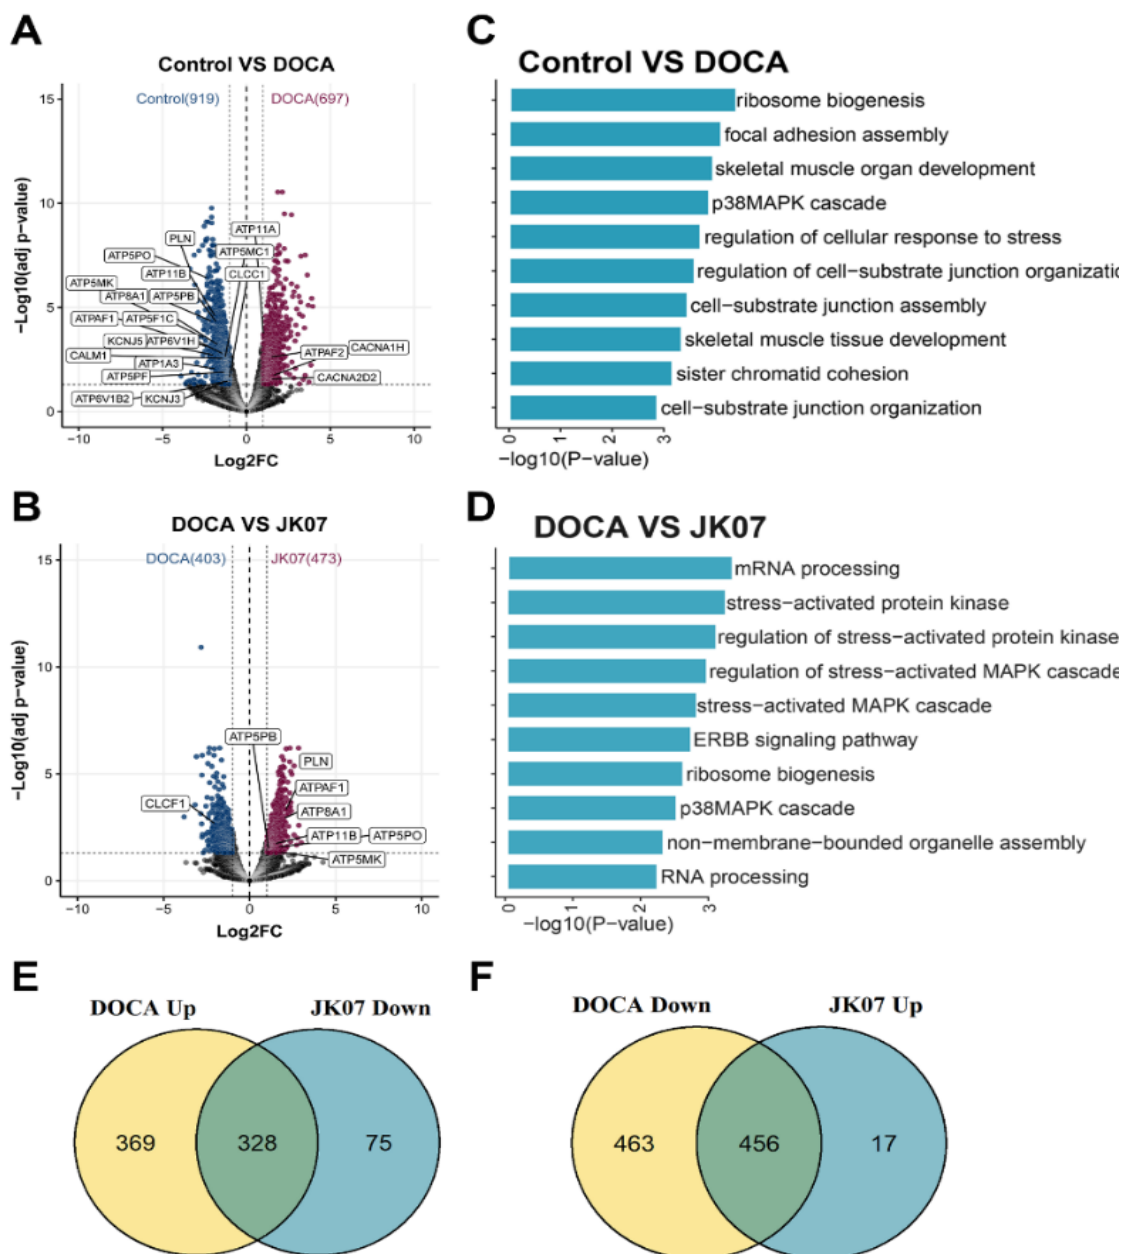 A
Control VS DOCA
Control(919)
DOCA(697)
15
10
5
0
−Log10(adj p−value)
ATP11A
PLN
ATP5PO
ATP5MC1
ATP11B
CLCC1
ATP5MK
ATP8A1
ATP5PB
ATPAF1
ATP5F1C
KCNJ5
ATP6V1H
CACNA1H
ATPAF2
CALM1
ATP1A3
ATP5PF
CACNA2D2
ATP6V1B2
KCNJ3
−10
−5
0
5
10
Log2FC
C
Control VS DOCA
ribosome biogenesis
focal adhesion assembly
skeletal muscle organ development
p38MAPK cascade
regulation of cellular response to stress
regulation of cell−substrate junction organizatio
cell−substrate junction assembly
skeletal muscle tissue development
sister chromatid cohesion
cell−substrate junction organization
0
1
2
3
−log10(P−value)
B
DOCA VS JK07
DOCA(403)
JK07(473)
15
10
5
0
−Log10(adj p−value)
ATP5PB
PLN
CLCF1
ATPAF1
ATP8A1
ATP11B
ATP5PO
ATP5MK
−10
−5
0
5
10
Log2FC
D
DOCA VS JK07
mRNA processing
stress−activated protein kinase
regulation of stress−activated protein kinase
regulation of stress−activated MAPK cascade
stress−activated MAPK cascade
ERBB signaling pathway
ribosome biogenesis
p38MAPK cascade
non−membrane−bounded organelle assembly
RNA processing
0
1
2
3
−log10(P−value)
E
DOCA Up
JK07 Down
369
328
75
F
DOCA Down
JK07 Up
463
456
17